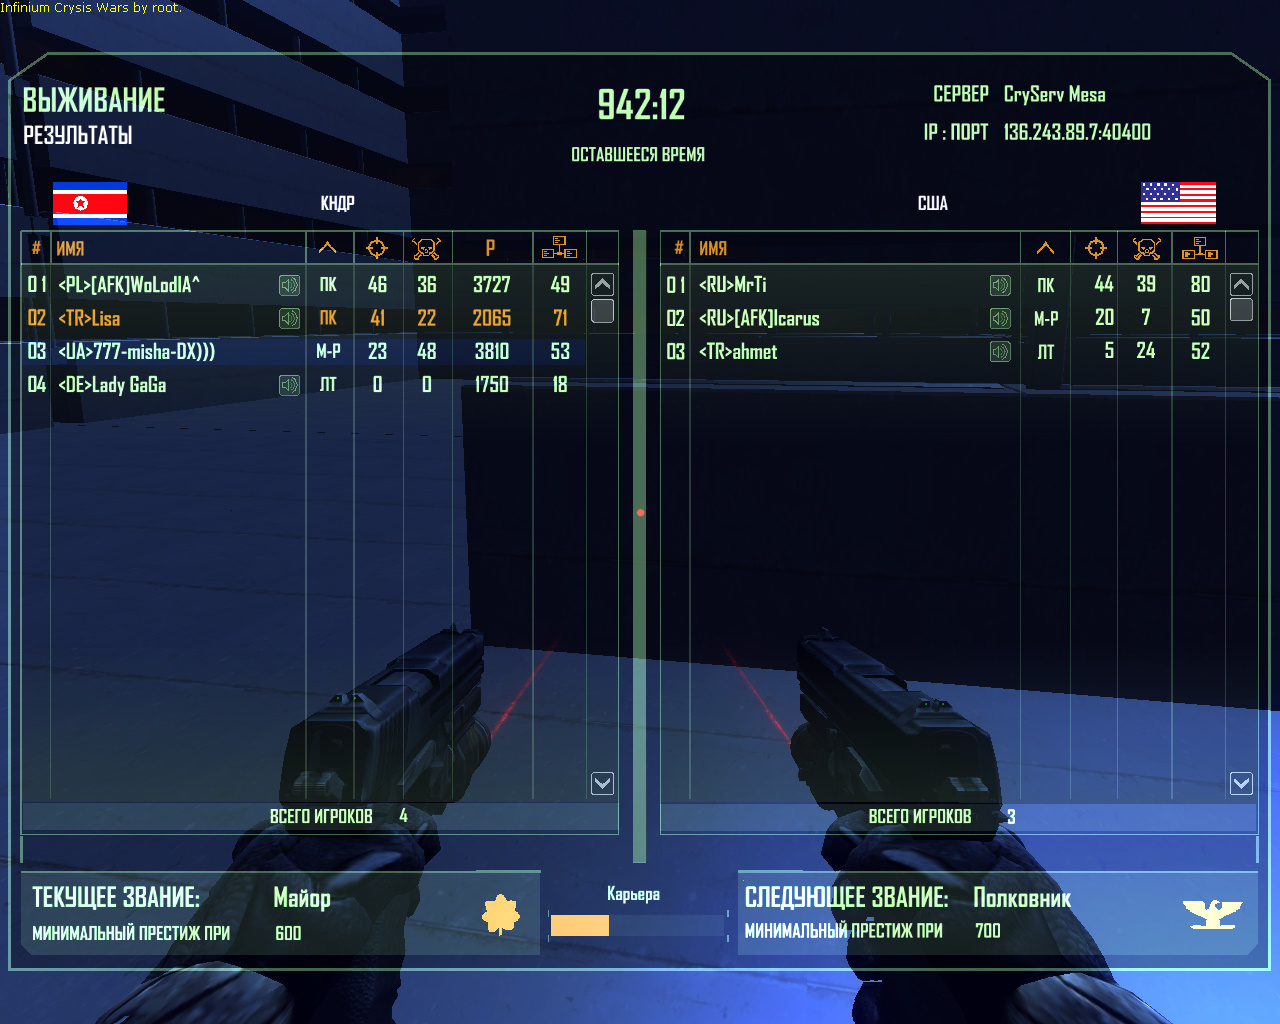 Infinium Crysis Wars by root.
ВЫЖИВАНИЕ
РЕЗУЛЬТАТЫ
942:12
ОСТАВШЕЕСЯ ВРЕМЯ
СЕРВЕР CryServ Mesa
IP : ПОРТ 136.243.89.7:40400
КНДР
# ИМЯ P
01 <PL>[AFK]WoLodIA^ ПК 46 36 3727 49
02 <TR>Lisa ПК 41 22 2065 71
03 <UA>777-misha-DX))) М-Р 23 48 3810 53
04 <DE>Lady GaGa ЛТ 0 0 1750 18
ВСЕГО ИГРОКОВ 4
США
# ИМЯ
01 <RU>MrTi ПК 44 39 80
02 <RU>[AFK]Icarus М-Р 20 7 50
03 <TR>ahmet ЛТ 5 24 52
ВСЕГО ИГРОКОВ 3
ТЕКУЩЕЕ ЗВАНИЕ: Майор
МИНИМАЛЬНЫЙ ПРЕСТИЖ ПРИ 600
Карьера
СЛЕДУЮЩЕЕ ЗВАНИЕ: Полковник
МИНИМАЛЬНЫЙ ПРЕСТИЖ ПРИ 700